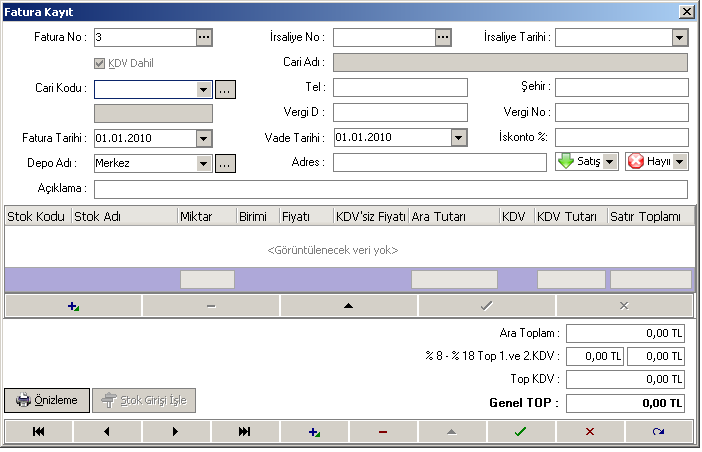 Fatura Kayıt
Fatura No : 3 ... İrsaliye No : ... İrsaliye Tarihi :
KDV Dahil Cari Adı :
Cari Kodu : ... Tel : Şehir :
Vergi D : Vergi No :
Fatura Tarihi : 01.01.2010 Vade Tarihi : 01.01.2010 İskonto %:
Depo Adı : Merkez ... Adres : Satış Hayıı
Açıklama :
Stok Kodu Stok Adı Miktar Birimi Fiyatı KDV'siz Fiyatı Ara Tutarı KDV KDV Tutarı Satır Toplamı
<Görüntülenecek veri yok>
Ara Toplam : 0,00 TL
% 8 - % 18 Top 1.ve 2.KDV : 0,00 TL 0,00 TL
Top KDV : 0,00 TL
Önizleme Stok Girişi İşle Genel TOP : 0,00 TL